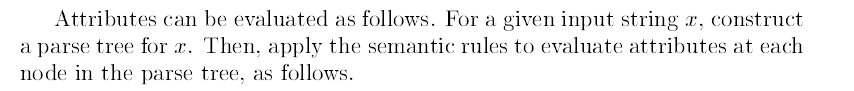 Attributes can be evaluated as follows. For a given input string x, construct
a parse tree for x. Then, apply the semantic rules to evaluate attributes at each
node in the parse tree, as follows.